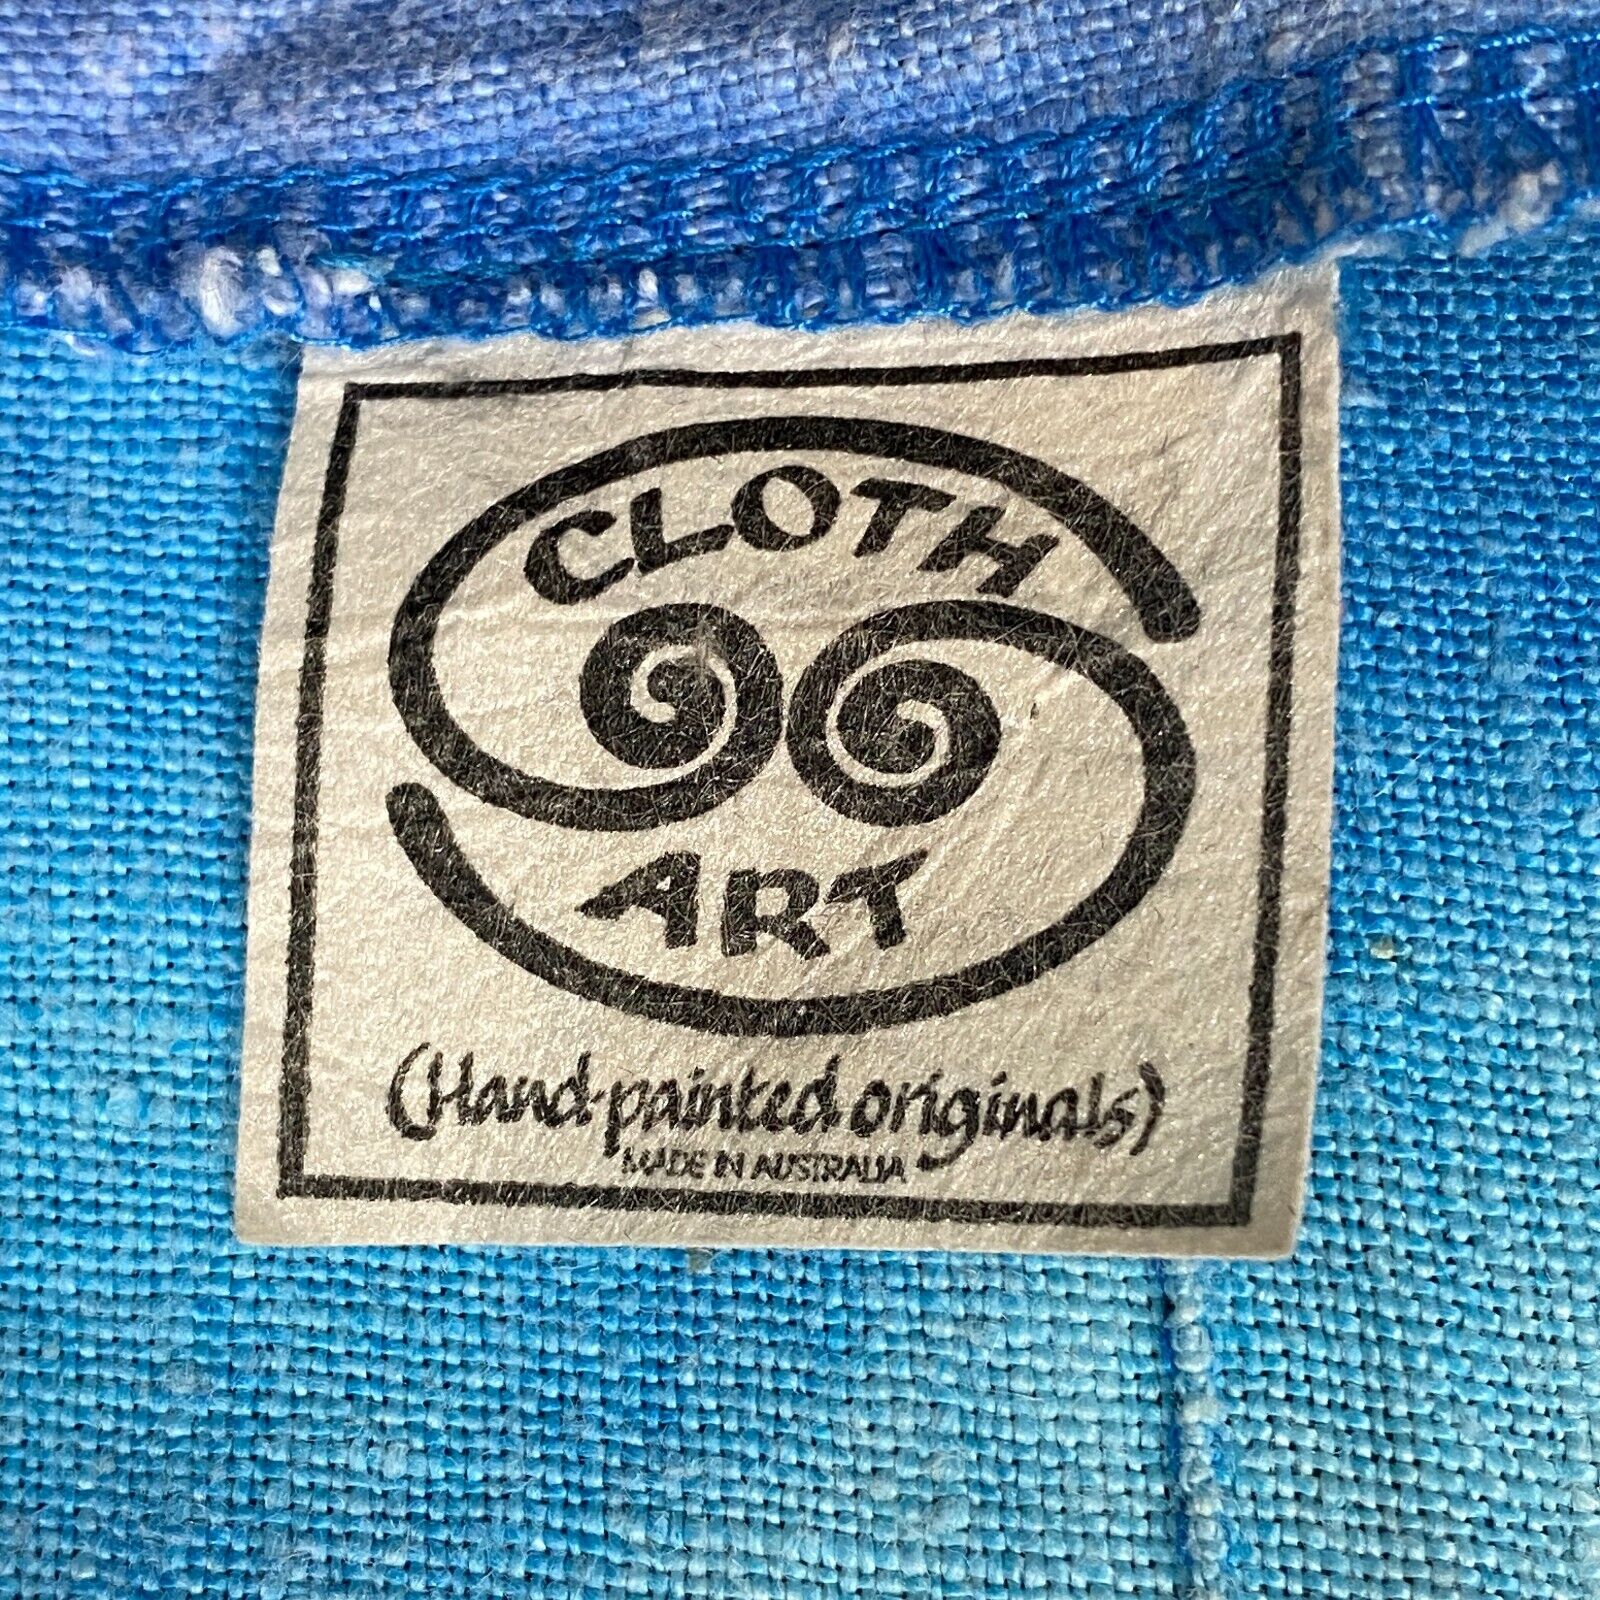 CLOTH
ART
(Hand-painted originals)
MADE IN AUSTRALIA